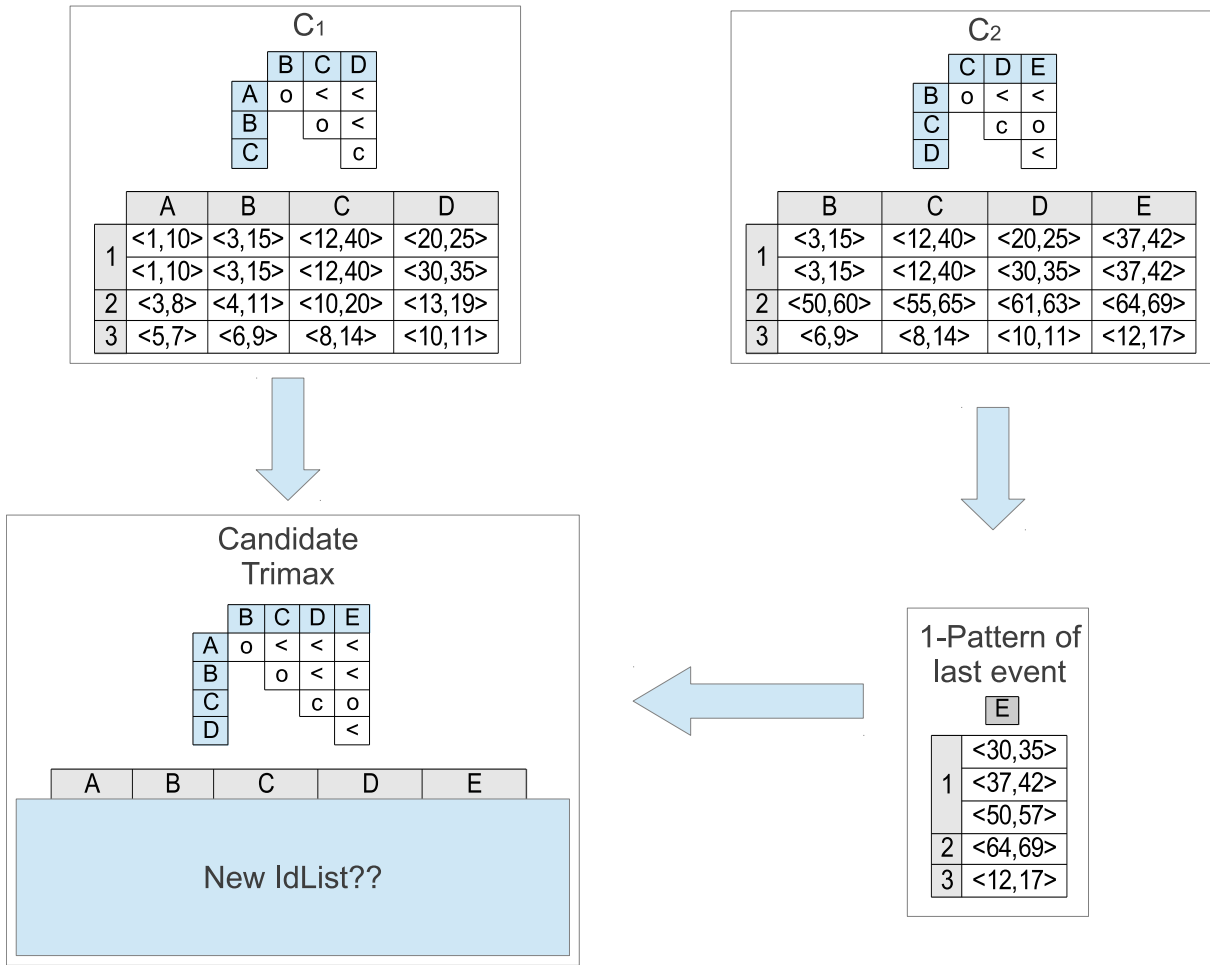 C1
B C D
A o < <
B o <
C c
A B C D
1 <1,10> <3,15> <12,40> <20,25>
<1,10> <3,15> <12,40> <30,35>
2 <3,8> <4,11> <10,20> <13,19>
3 <5,7> <6,9> <8,14> <10,11>
C2
C D E
B o < <
C c o
D <
B C D E
1 <3,15> <12,40> <20,25> <37,42>
<3,15> <12,40> <30,35> <37,42>
2 <50,60> <55,65> <61,63> <64,69>
3 <6,9> <8,14> <10,11> <12,17>
Candidate
Trimax
B C D E
A o < < <
B o < <
C c o
D <
A B C D E
New IdList??
1-Pattern of
last event
E
1 <30,35>
<37,42>
<50,57>
2 <64,69>
3 <12,17>